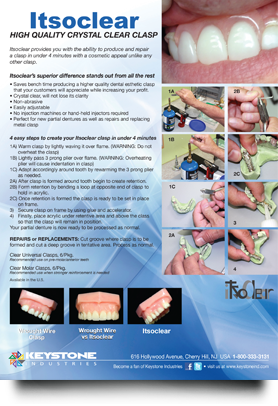 Itsoclear
HIGH QUALITY CRYSTAL CLEAR CLASP
Itsoclear provides you with the ability to produce and repair
a clasp in under 4 minutes with a cosmetic appeal unlike any
other clasp.
Itsoclear's superior difference stands out from all the rest
• Saves bench time producing a higher quality dental esthetic clasp
that your customers will appreciate while increasing your profit.
• Crystal clear, will not lose its clarity
• Non-abrasive
• Easily adjustable
• No injection machines or hand-held injectors required!
• Perfect for new partial dentures as well as repairs and replacing
metal clasp
4 easy steps to create your Itsoclear clasp in under 4 minutes
1A) Warm clasp by lightly waving it over flame. (WARNING: Do not
overheat the clasp)
1B) Lightly pass 3 prong plier over flame. (WARNING: Overheating
plier will cause indentation in clasp)
1C) Adapt accordingly around tooth by rewarming the 3 prong plier
as needed.
2A) After clasp is formed around tooth begin to create retention.
2B) Form retention by bending a loop at opposite end of clasp to
hold in acrylic.
2C) Once retention is formed the clasp is ready to be set in place
on frame.
3) Secure clasp on frame by using glue and accelerator.
4) Finally, place acrylic under retentive area and above the clasp
so that the clasp will remain in position.
Your partial denture is now ready to be processed as normal.
REPAIRS or REPLACEMENTS: Cut groove where clasp is to be
formed and cut a deep groove in tentative area. Process as normal.
Clear Universal Clasps, 6/Pkg.
Recommended use on pre-molar/anterior teeth
Clear Molar Clasps, 6/Pkg.
Recommended use when stronger reinforcement is needed
Available in the U.S.
1A
2B
1B
2C
1C
3
2A
4
ItsoClear
Wrought Wire
Clasp
Wrought Wire
vs Itsoclear
Itsoclear
KEYSTONE
INDUSTRIES
616 Hollywood Avenue, Cherry Hill, NJ USA 1-800-333-3131
Become a fan of Keystone Industries